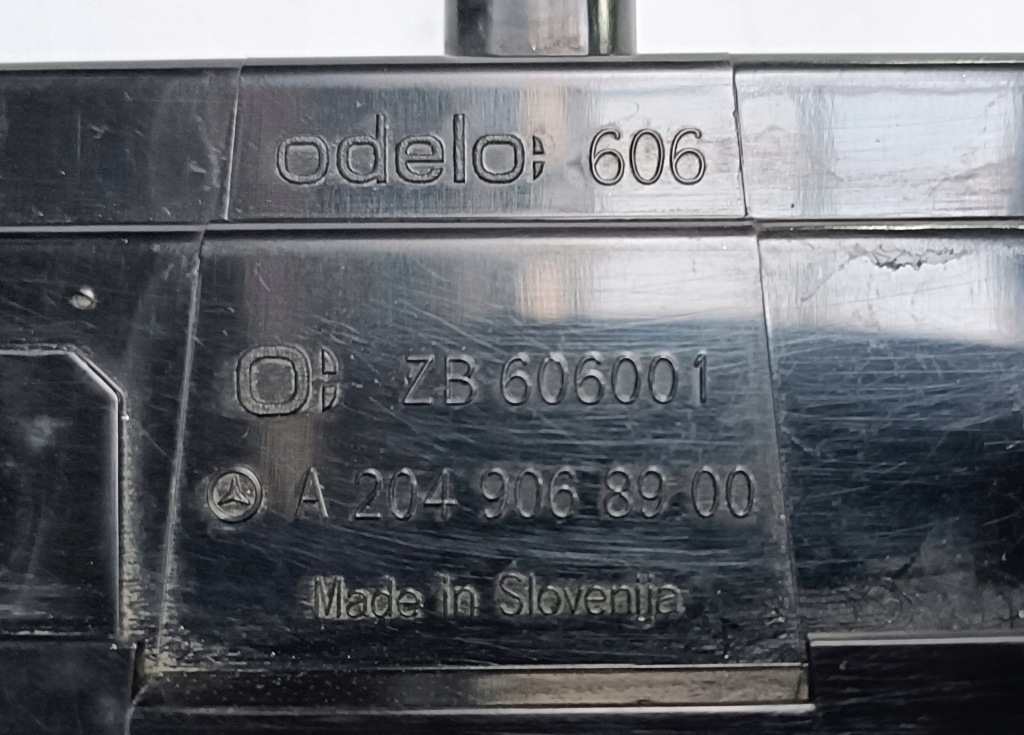 odelo 606
ZB 606001
A 204 906 89 00
Made in Slovenija